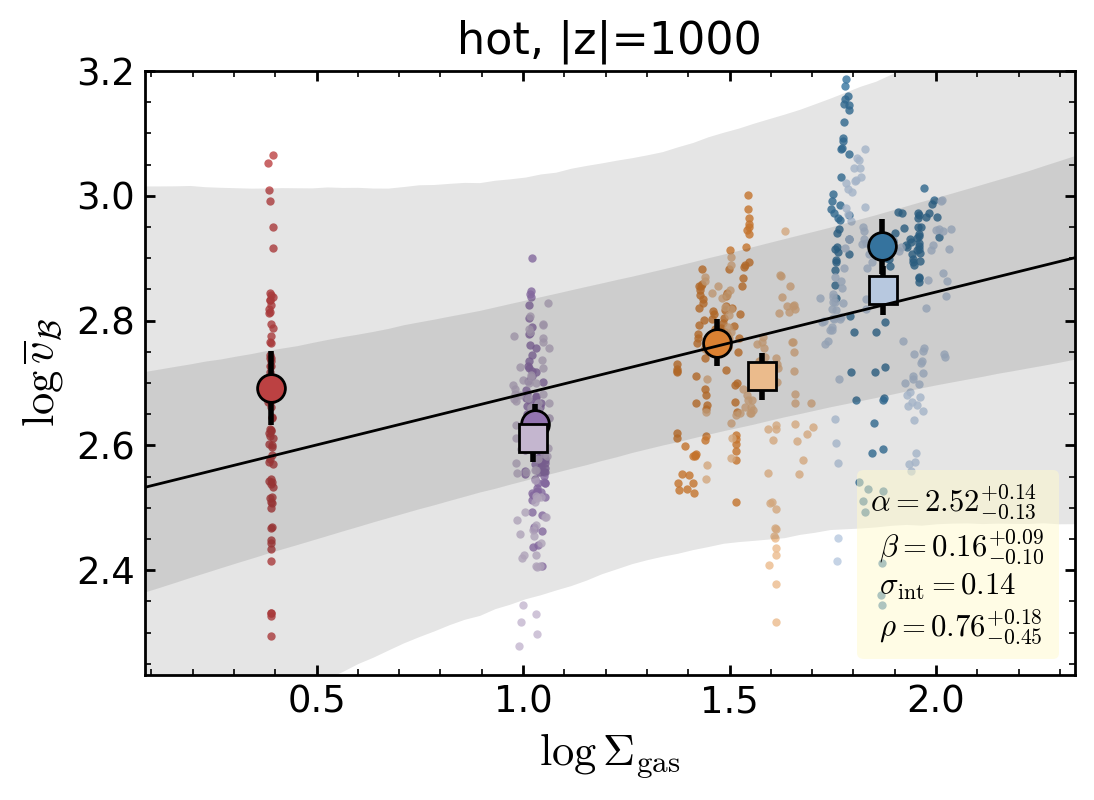 hot, |z|=1000
3.2
3.0
2.8
2.6
2.4
log v̅_ℬ
α = 2.52^{+0.14}_{−0.13}
β = 0.16^{+0.09}_{−0.10}
σ_int = 0.14
ρ = 0.76^{+0.18}_{−0.45}
0.5 1.0 1.5 2.0
log Σ_gas